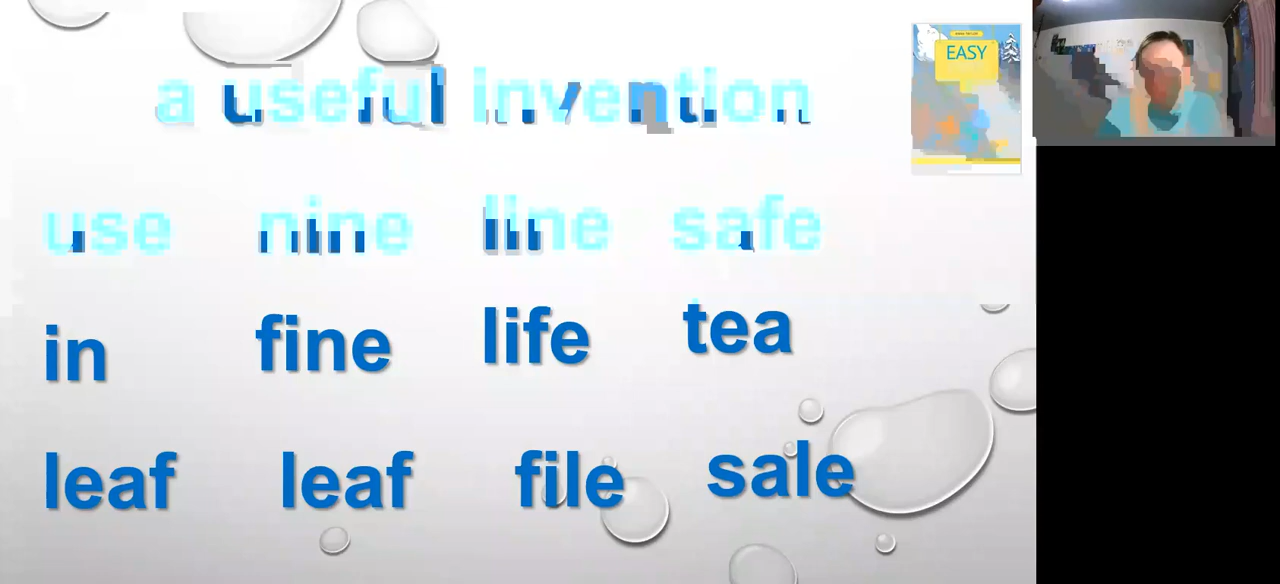 a useful invention
EASY
use nine line safe
in fine life tea
leaf leaf file sale